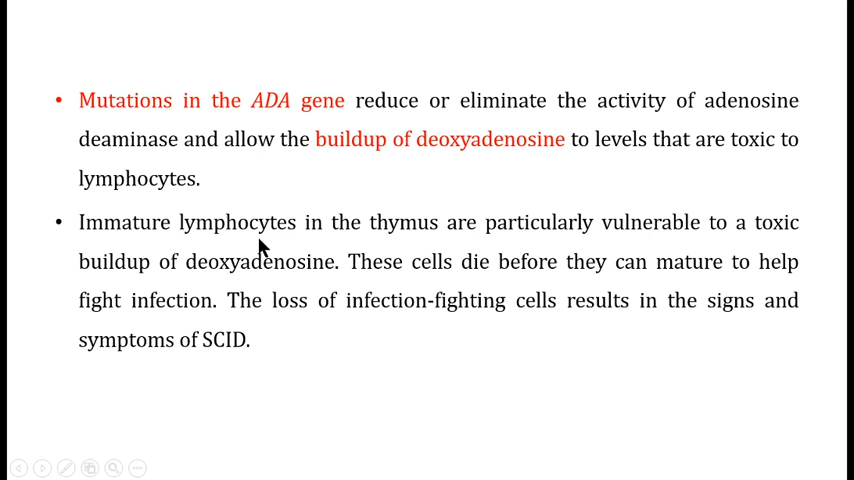 • Mutations in the ADA gene reduce or eliminate the activity of adenosine
deaminase and allow the buildup of deoxyadenosine to levels that are toxic to
lymphocytes.
• Immature lymphocytes in the thymus are particularly vulnerable to a toxic
buildup of deoxyadenosine. These cells die before they can mature to help
fight infection. The loss of infection-fighting cells results in the signs and
symptoms of SCID.